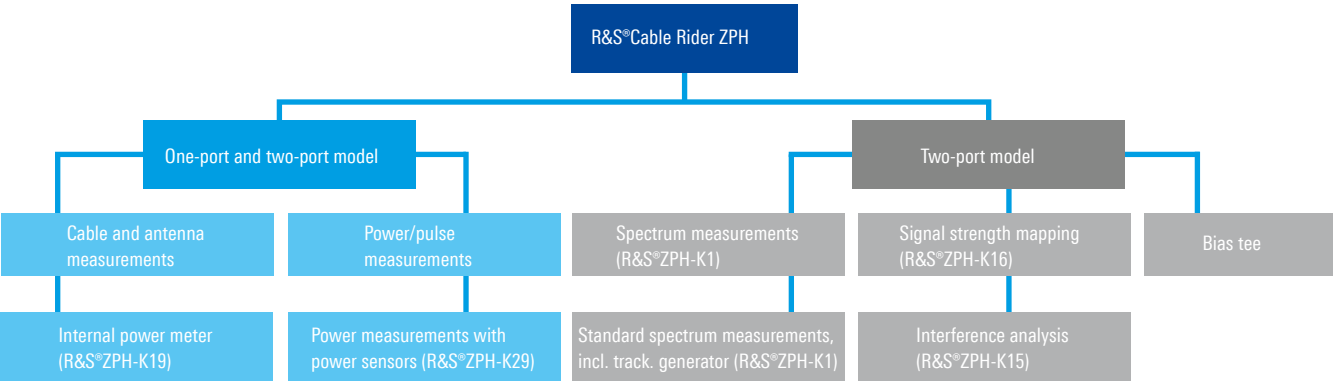 R&S®Cable Rider ZPH
One-port and two-port model
Two-port model
Cable and antenna
measurements
Power/pulse
measurements
Spectrum measurements
(R&S®ZPH-K1)
Signal strength mapping
(R&S®ZPH-K16)
Bias tee
Internal power meter
(R&S®ZPH-K19)
Power measurements with
power sensors (R&S®ZPH-K29)
Standard spectrum measurements,
incl. track. generator (R&S®ZPH-K1)
Interference analysis
(R&S®ZPH-K15)